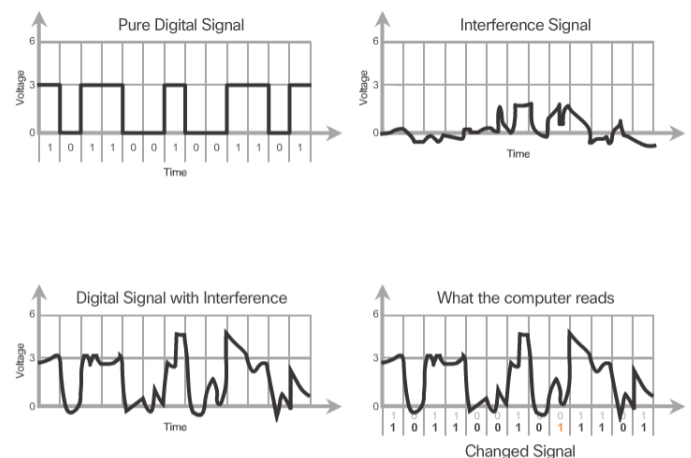 Pure Digital Signal
6
3
0
Voltage
1 0 1 1 0 0 1 0 0 1 1 0 1
Time
Interference Signal
6
3
0
Voltage
Time
Digital Signal with Interference
6
3
0
Voltage
Time
What the computer reads
6
3
0
1 0 1 1 0 0 1 0 0 1 1 0 1
1 0 1 1 0 0 1 0 1 1 1 0 1
Changed Signal